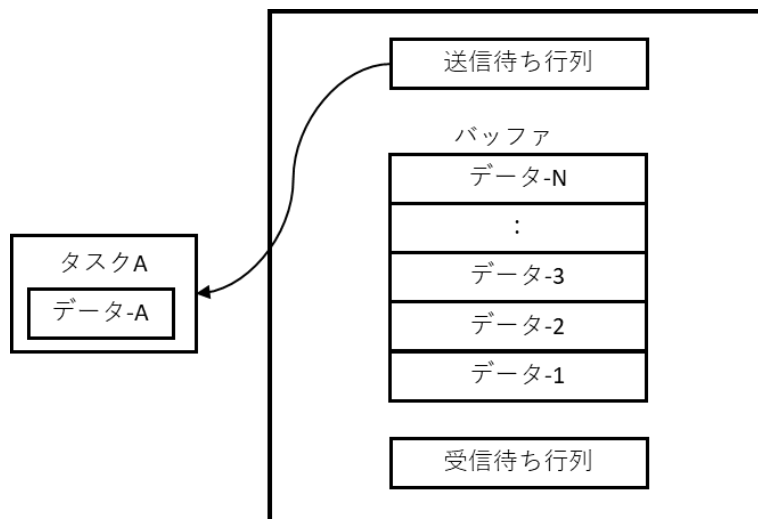 送信待ち行列
バッファ
データ-N
:
データ-3
データ-2
データ-1
受信待ち行列
タスクA
データ-A